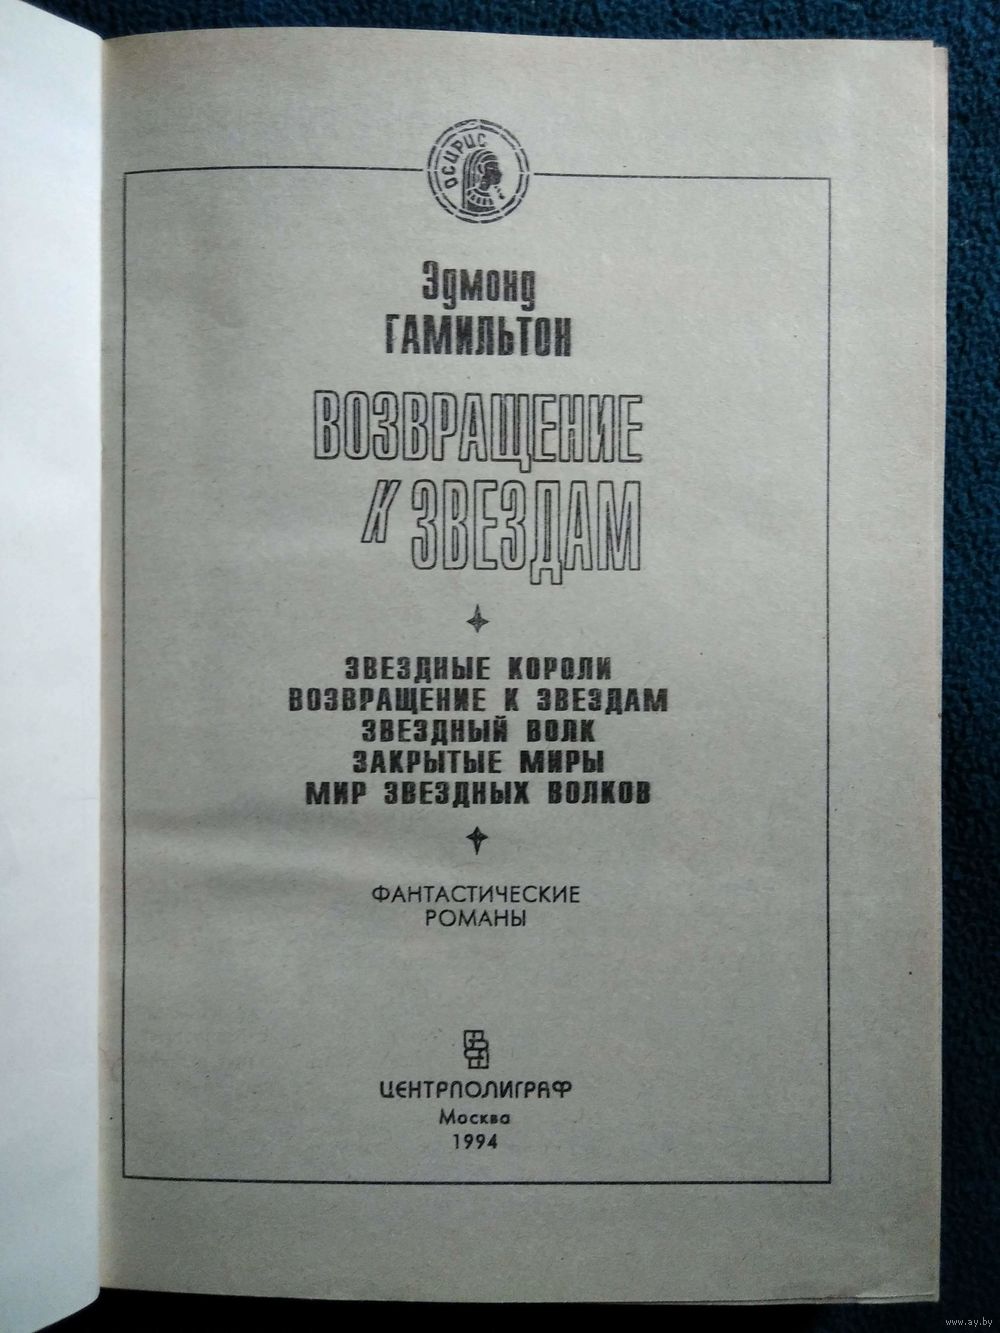 ОСИРИС
Эдмонд
ГАМИЛЬТОН
ВОЗВРАЩЕНИЕ
К ЗВЕЗДАМ
ЗВЕЗДНЫЕ КОРОЛИ
ВОЗВРАЩЕНИЕ К ЗВЕЗДАМ
ЗВЕЗДНЫЙ ВОЛК
ЗАКРЫТЫЕ МИРЫ
МИР ЗВЕЗДНЫХ ВОЛКОВ
ФАНТАСТИЧЕСКИЕ
РОМАНЫ
ЦЕНТРПОЛИГРАФ
Москва
1994
www.ay.by